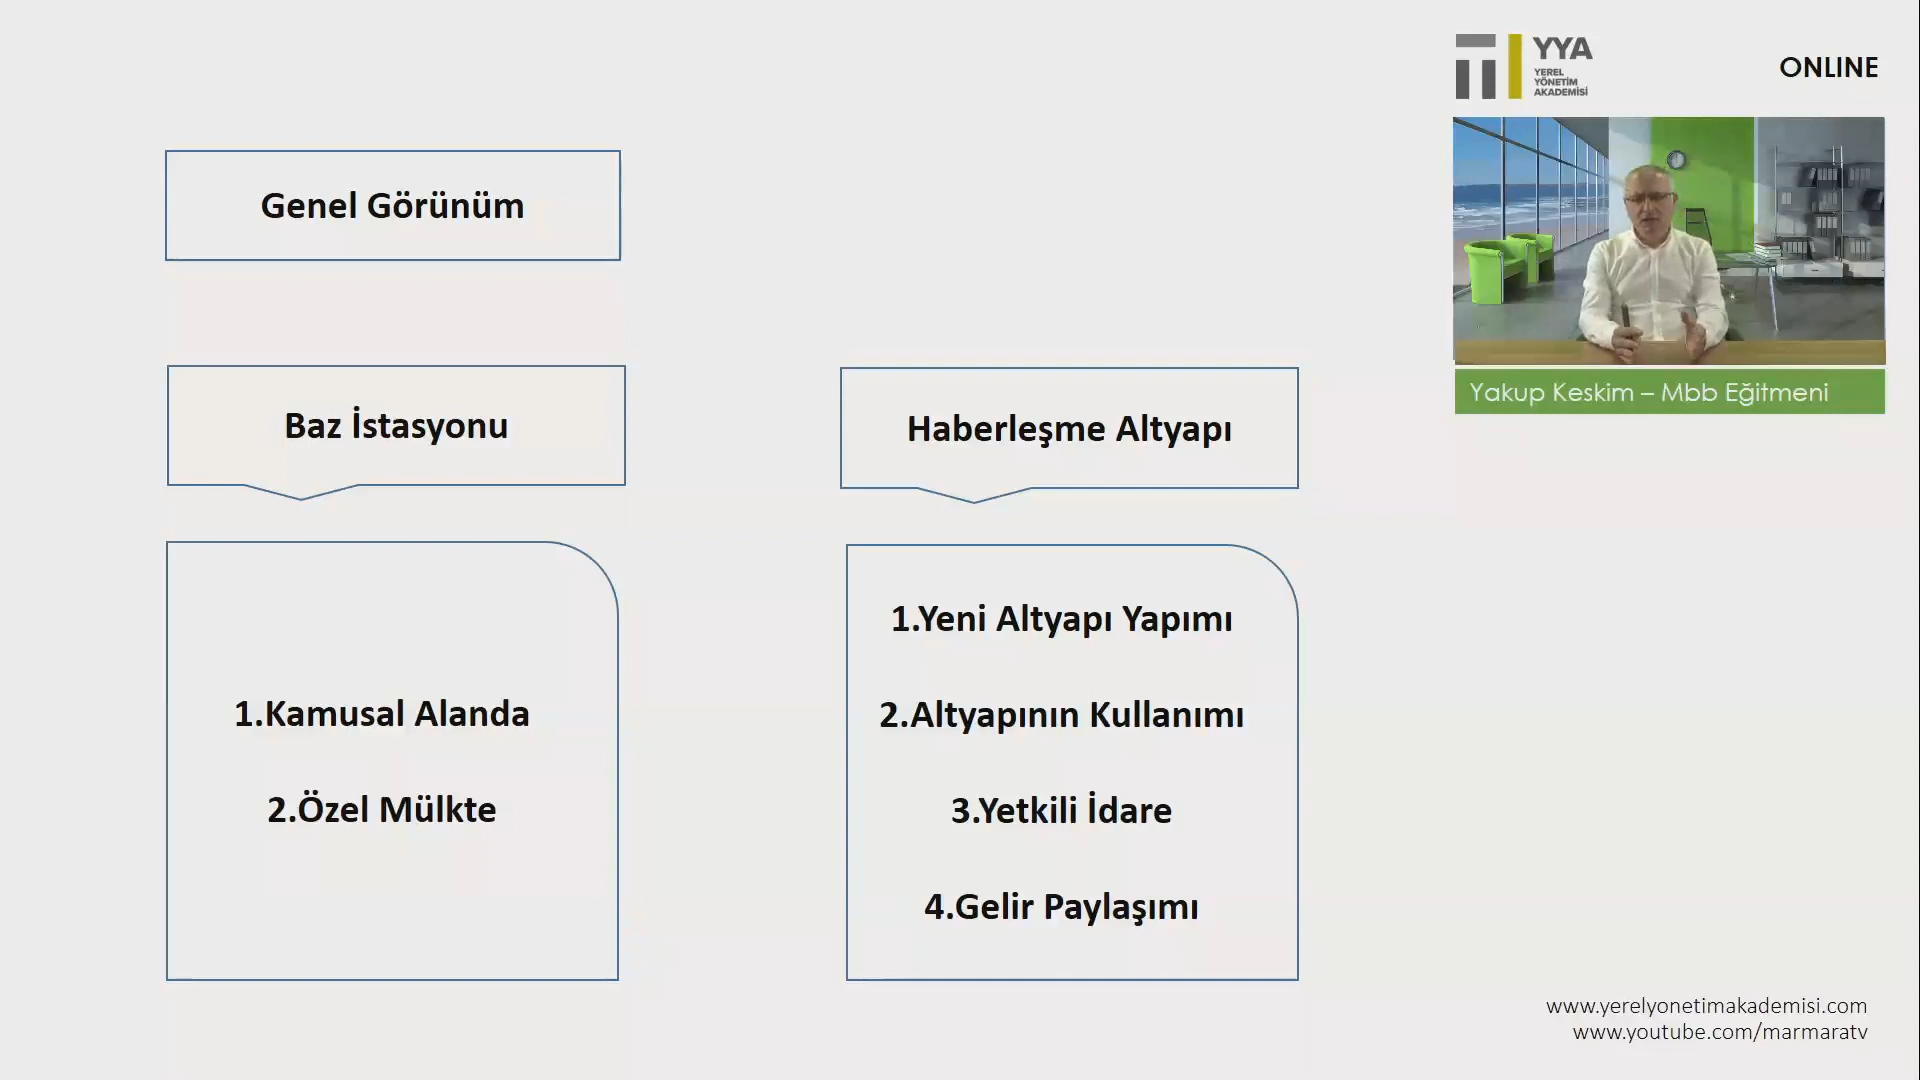 YYA
YEREL
YÖNETİM
AKADEMİSİ
ONLINE
Genel Görünüm
Yakup Keskim – Mbb Eğitmeni
Baz İstasyonu
Haberleşme Altyapı
1.Kamusal Alanda
2.Özel Mülkte
1.Yeni Altyapı Yapımı
2.Altyapının Kullanımı
3.Yetkili İdare
4.Gelir Paylaşımı
www.yerelyonetimakademisi.com
www.youtube.com/marmaratv